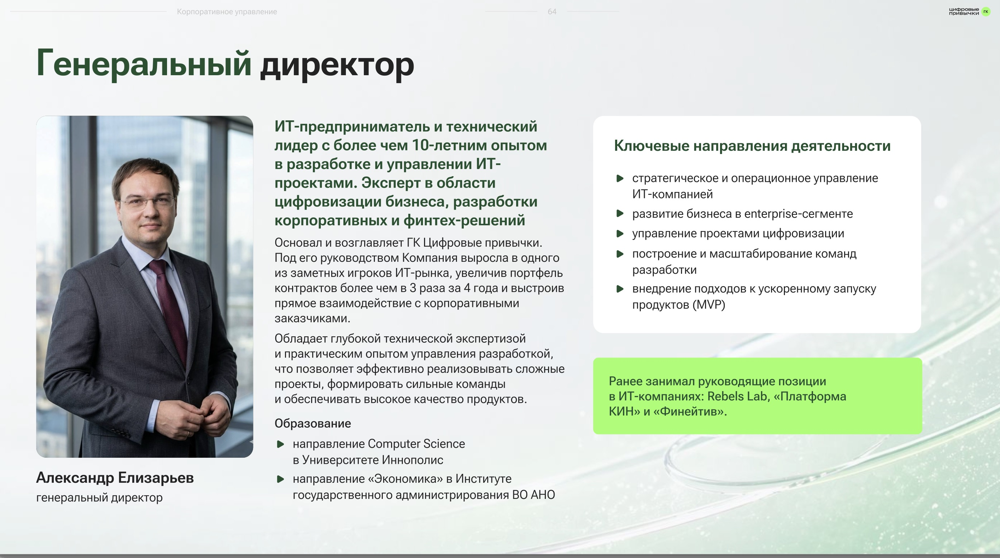 Корпоративное управление
64
цифровые
привычки
ГК
Генеральный директор
ИТ-предприниматель и технический
лидер с более чем 10-летним опытом
в разработке и управлении ИТ-
проектами. Эксперт в области
цифровизации бизнеса, разработки
корпоративных и финтех-решений
Основал и возглавляет ГК Цифровые привычки.
Под его руководством Компания выросла в одного
из заметных игроков ИТ-рынка, увеличив портфель
контрактов более чем в 3 раза за 4 года и выстроив
прямое взаимодействие с корпоративными
заказчиками.
Обладает глубокой технической экспертизой
и практическим опытом управления разработкой,
что позволяет эффективно реализовывать сложные
проекты, формировать сильные команды
и обеспечивать высокое качество продуктов.
Образование
направление Computer Science
в Университете Иннополис
направление «Экономика» в Институте
государственного администрирования ВО АНО
Александр Елизарьев
генеральный директор
Ключевые направления деятельности
стратегическое и операционное управление
ИТ-компанией
развитие бизнеса в enterprise-сегменте
управление проектами цифровизации
построение и масштабирование команд
разработки
внедрение подходов к ускоренному запуску
продуктов (MVP)
Ранее занимал руководящие позиции
в ИТ-компаниях: Rebels Lab, «Платформа
КИН» и «Финейтив».